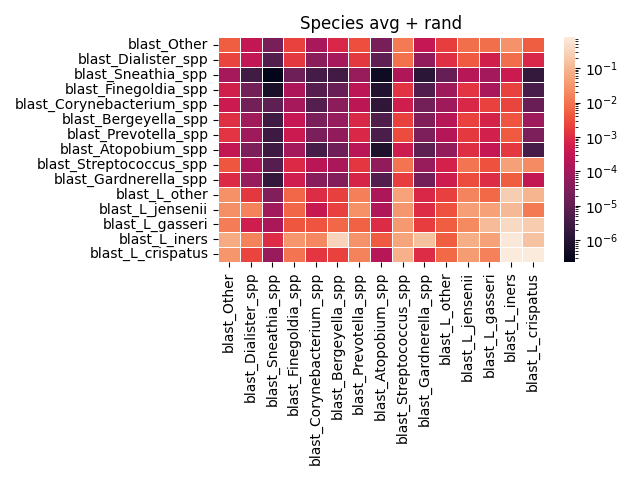 Species avg + rand
blast_Other
blast_Dialister_spp
blast_Sneathia_spp
blast_Finegoldia_spp
blast_Corynebacterium_spp
blast_Bergeyella_spp
blast_Prevotella_spp
blast_Atopobium_spp
blast_Streptococcus_spp
blast_Gardnerella_spp
blast_L_other
blast_L_jensenii
blast_L_gasseri
blast_L_iners
blast_L_crispatus
blast_Other
blast_Dialister_spp
blast_Sneathia_spp
blast_Finegoldia_spp
blast_Corynebacterium_spp
blast_Bergeyella_spp
blast_Prevotella_spp
blast_Atopobium_spp
blast_Streptococcus_spp
blast_Gardnerella_spp
blast_L_other
blast_L_jensenii
blast_L_gasseri
blast_L_iners
blast_L_crispatus
10⁻¹
10⁻²
10⁻³
10⁻⁴
10⁻⁵
10⁻⁶